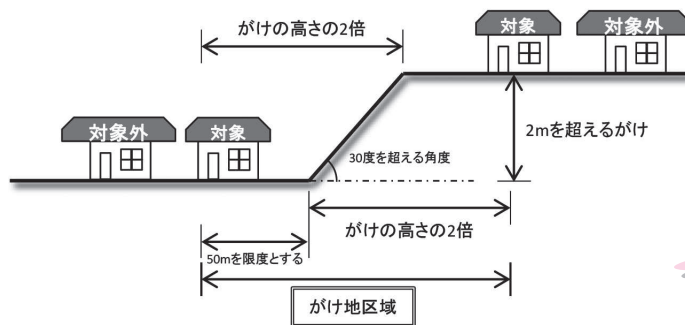 がけの高さの2倍
対象
対象外
対象外
対象
2mを超えるがけ
30度を超える角度
がけの高さの2倍
50mを限度とする
がけ地区域